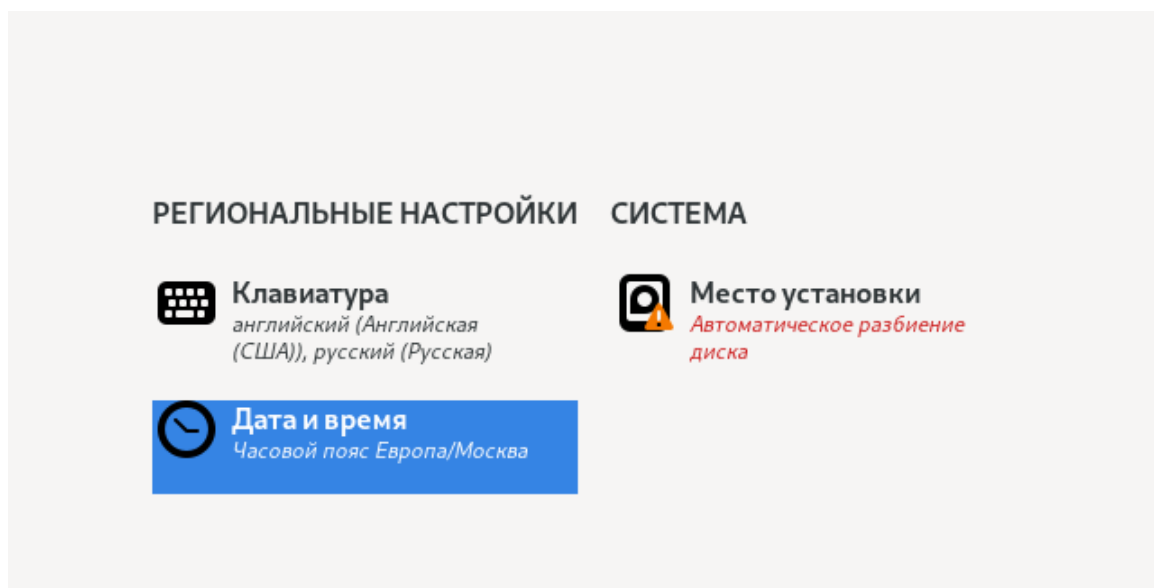 РЕГИОНАЛЬНЫЕ НАСТРОЙКИ
Клавиатура
английский (Английская
(США)), русский (Русская)
Дата и время
Часовой пояс Европа/Москва
СИСТЕМА
Место установки
Автоматическое разбиение
диска